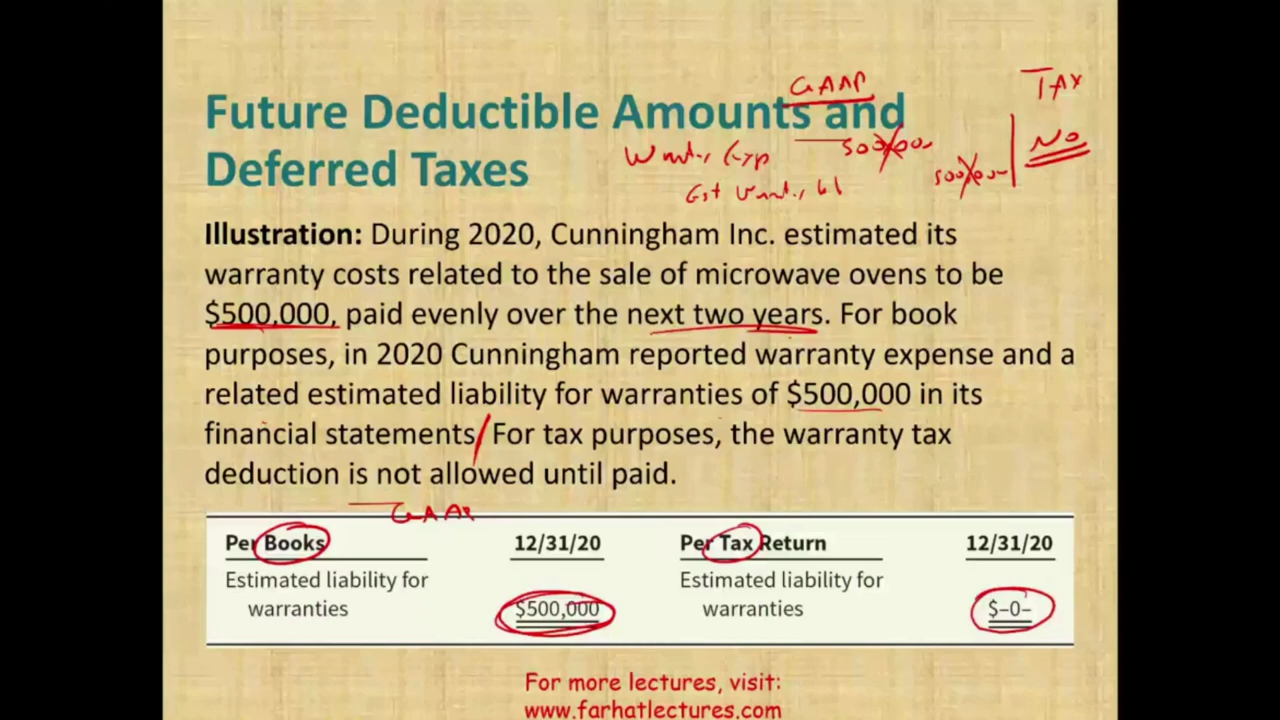 GAAP
TAX
Future Deductible Amounts and
NO
500,000
500,000
Deferred Taxes
Illustration: During 2020, Cunningham Inc. estimated its
warranty costs related to the sale of microwave ovens to be
$500,000, paid evenly over the next two years. For book
purposes, in 2020 Cunningham reported warranty expense and a
related estimated liability for warranties of $500,000 in its
financial statements. For tax purposes, the warranty tax
deduction is not allowed until paid.
GAAP
Per Books 12/31/20 Per Tax Return 12/31/20
Estimated liability for Estimated liability for
warranties $500,000 warranties $–0–
For more lectures, visit:
www.farhatlectures.com